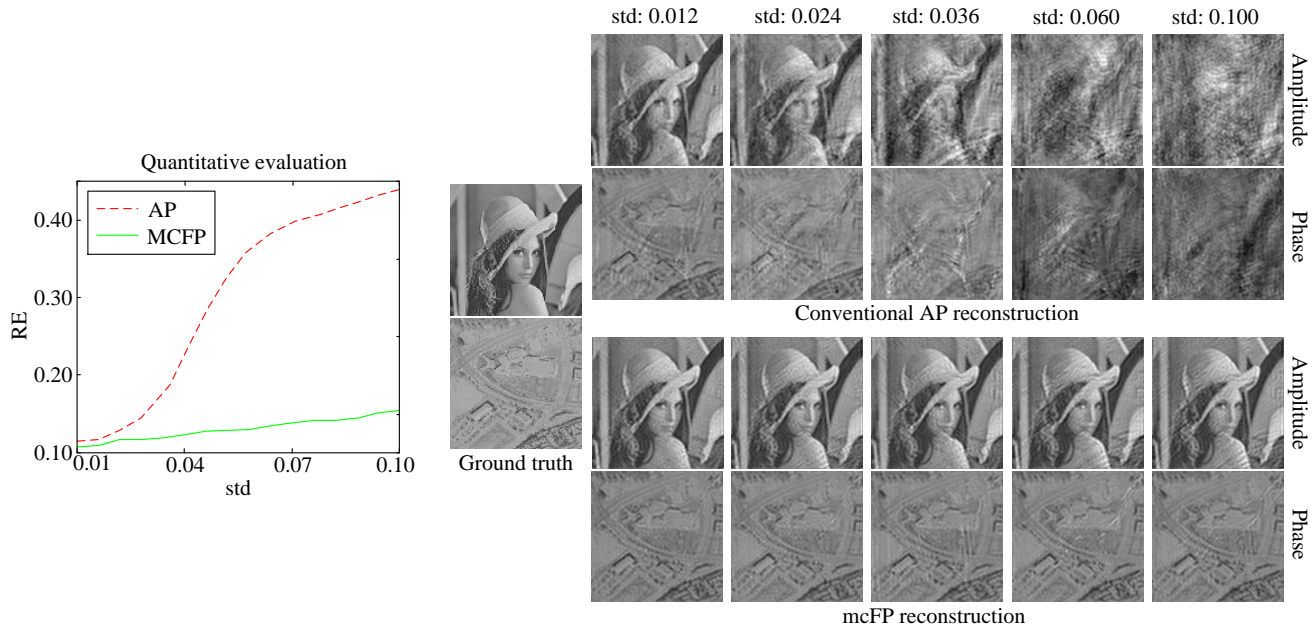 std: 0.012 std: 0.024 std: 0.036 std: 0.060 std: 0.100
Amplitude
Phase
Conventional AP reconstruction
Quantitative evaluation
AP
MCFP
0.40
0.30
0.20
0.10
RE
0.01 0.04 0.07 0.10
std
Ground truth
Amplitude
Phase
mcFP reconstruction